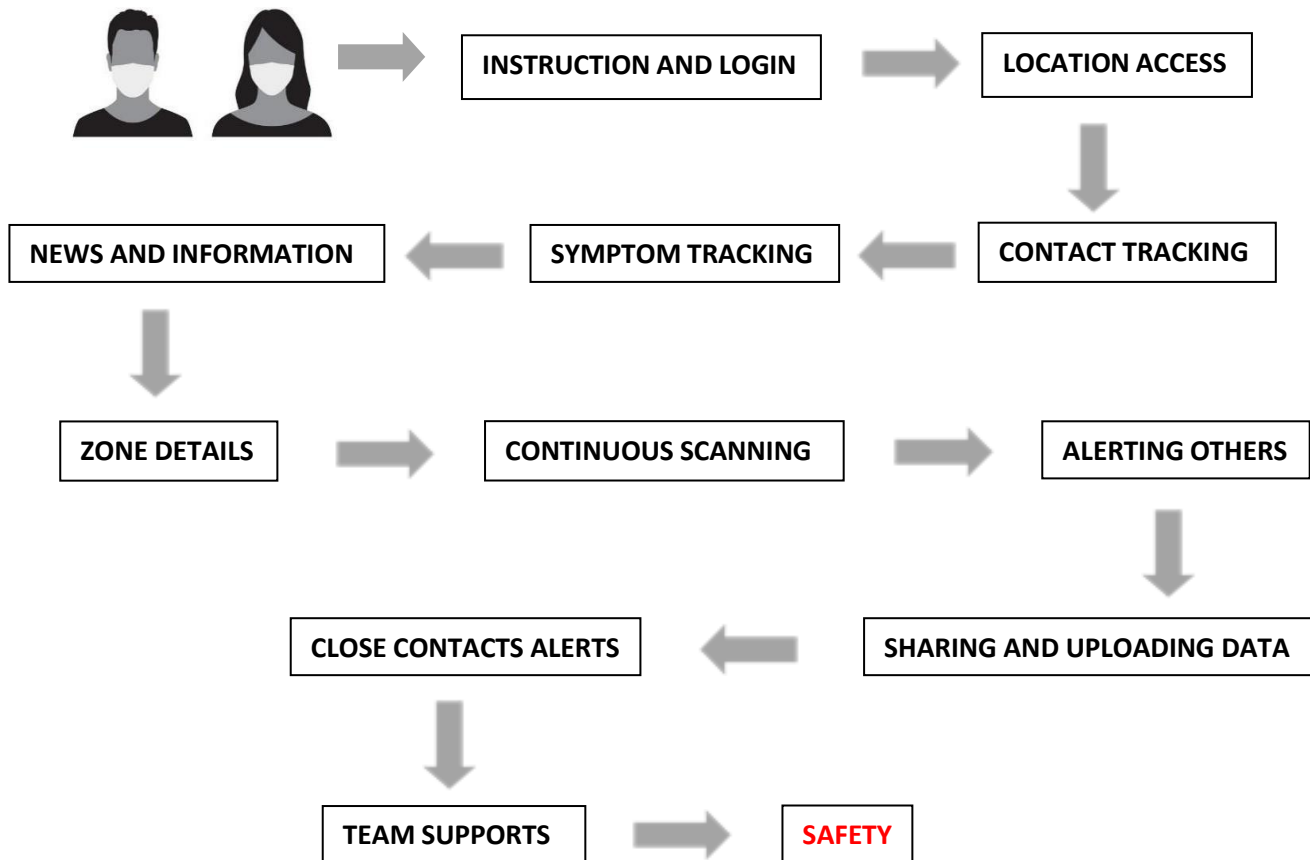 INSTRUCTION AND LOGIN
LOCATION ACCESS
CONTACT TRACKING
SYMPTOM TRACKING
NEWS AND INFORMATION
ZONE DETAILS
CONTINUOUS SCANNING
ALERTING OTHERS
SHARING AND UPLOADING DATA
CLOSE CONTACTS ALERTS
TEAM SUPPORTS
SAFETY